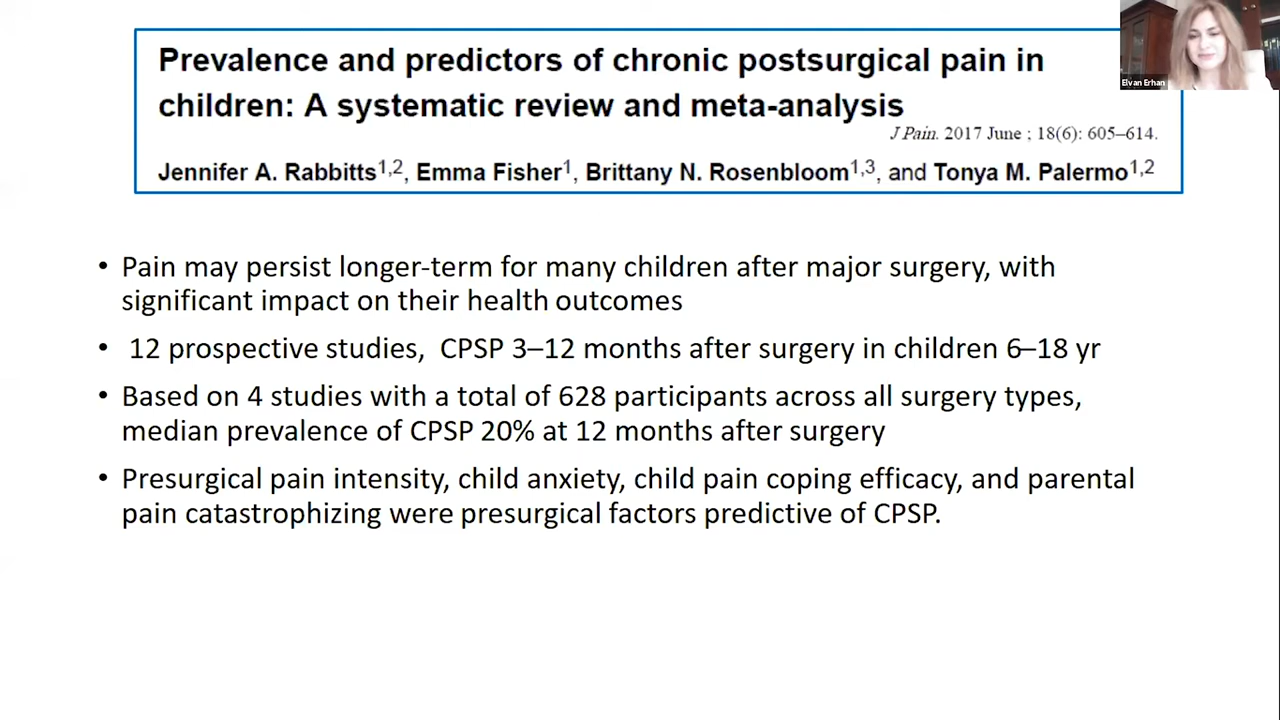 Prevalence and predictors of chronic postsurgical pain in
children: A systematic review and meta-analysis
J Pain. 2017 June ; 18(6): 605–614.
Jennifer A. Rabbitts1,2, Emma Fisher1, Brittany N. Rosenbloom1,3, and Tonya M. Palermo1,2
Elvan Erhan
• Pain may persist longer-term for many children after major surgery, with
significant impact on their health outcomes
• 12 prospective studies, CPSP 3–12 months after surgery in children 6–18 yr
• Based on 4 studies with a total of 628 participants across all surgery types,
median prevalence of CPSP 20% at 12 months after surgery
• Presurgical pain intensity, child anxiety, child pain coping efficacy, and parental
pain catastrophizing were presurgical factors predictive of CPSP.